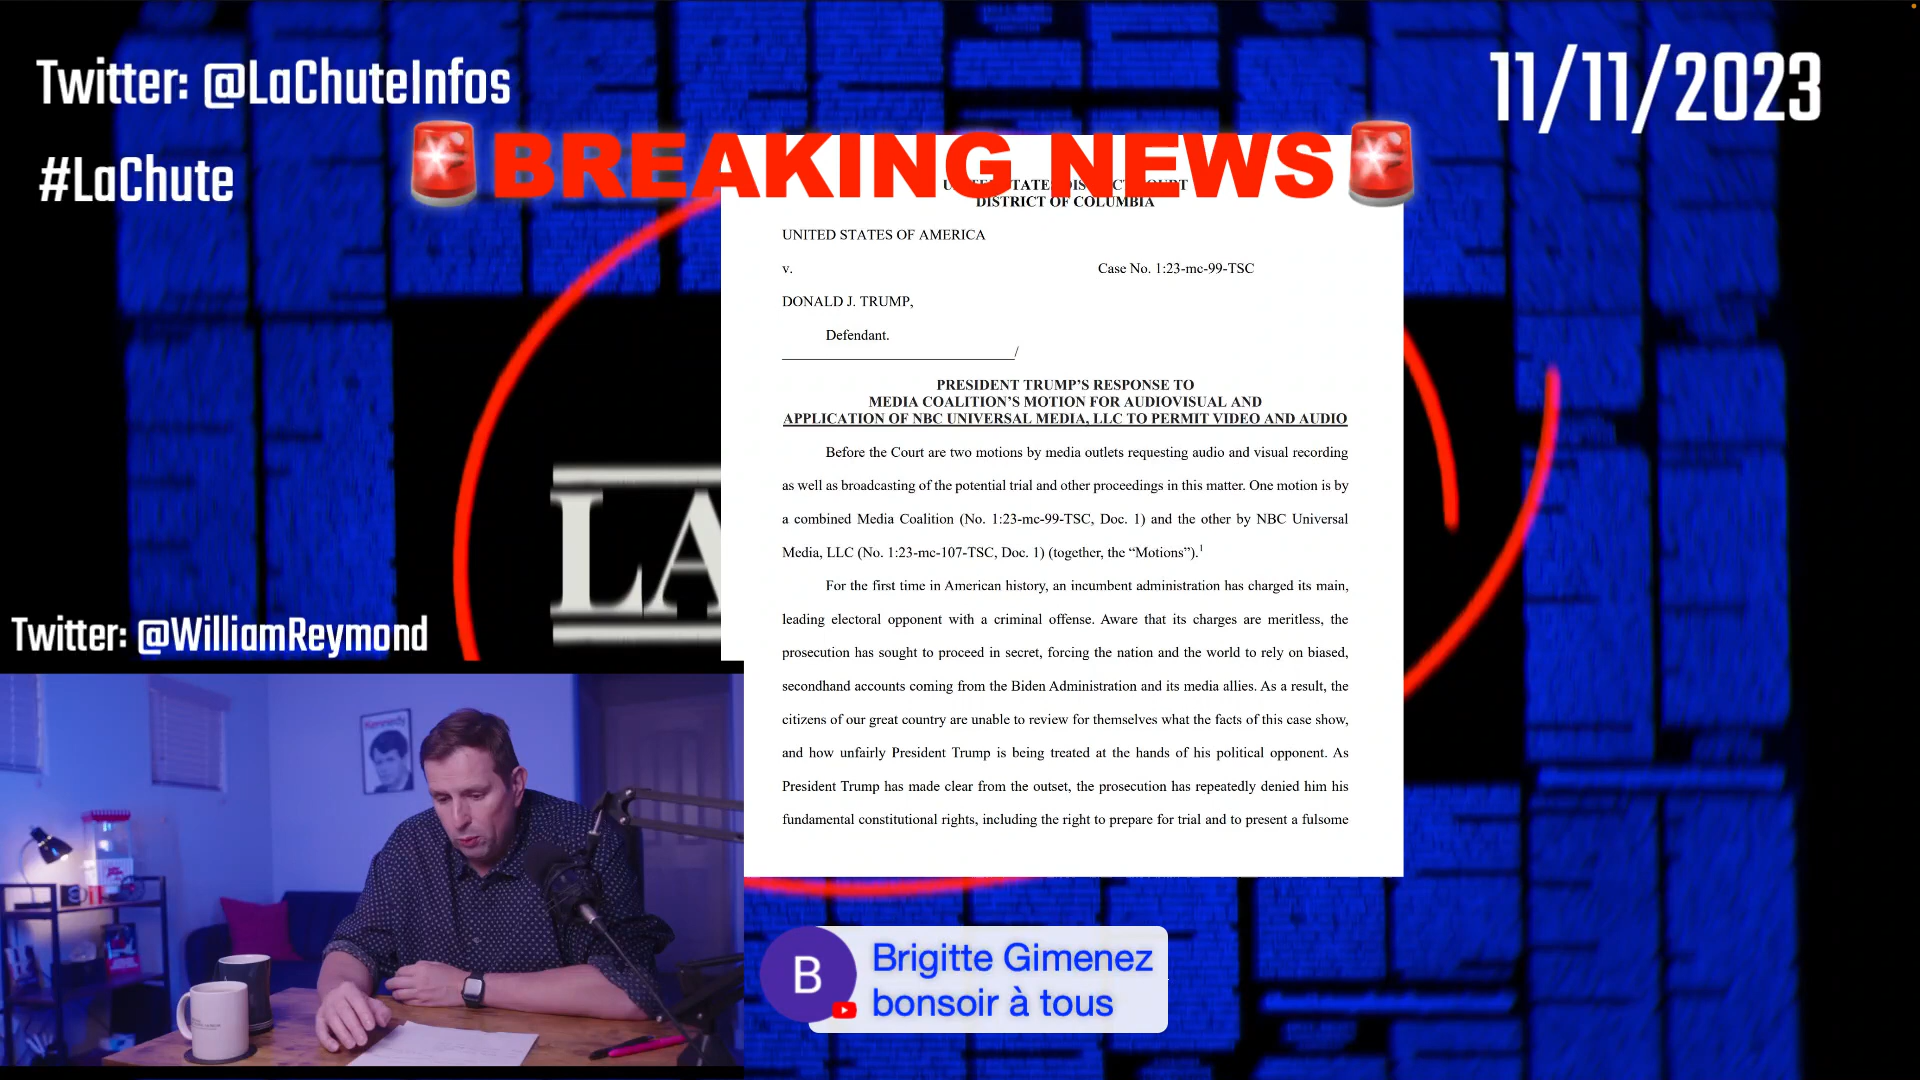 Twitter: @LaChuteInfos
11/11/2023
#LaChute
BREAKING NEWS
UNITED STATES DISTRICT COURT
DISTRICT OF COLUMBIA
UNITED STATES OF AMERICA
v.
Case No. 1:23-mc-99-TSC
DONALD J. TRUMP,
Defendant.
/
PRESIDENT TRUMP’S RESPONSE TO
MEDIA COALITION’S MOTION FOR AUDIOVISUAL AND
APPLICATION OF NBC UNIVERSAL MEDIA, LLC TO PERMIT VIDEO AND AUDIO
Before the Court are two motions by media outlets requesting audio and visual recording
as well as broadcasting of the potential trial and other proceedings in this matter. One motion is by
a combined Media Coalition (No. 1:23-mc-99-TSC, Doc. 1) and the other by NBC Universal
Media, LLC (No. 1:23-mc-107-TSC, Doc. 1) (together, the “Motions”).1
For the first time in American history, an incumbent administration has charged its main,
leading electoral opponent with a criminal offense. Aware that its charges are meritless, the
prosecution has sought to proceed in secret, forcing the nation and the world to rely on biased,
secondhand accounts coming from the Biden Administration and its media allies. As a result, the
citizens of our great country are unable to review for themselves what the facts of this case show,
and how unfairly President Trump is being treated at the hands of his political opponent. As
President Trump has made clear from the outset, the prosecution has repeatedly denied him his
fundamental constitutional rights, including the right to prepare for trial and to present a fulsome
LA
Twitter: @WilliamReymond
Kennedy
B
Brigitte Gimenez
bonsoir à tous